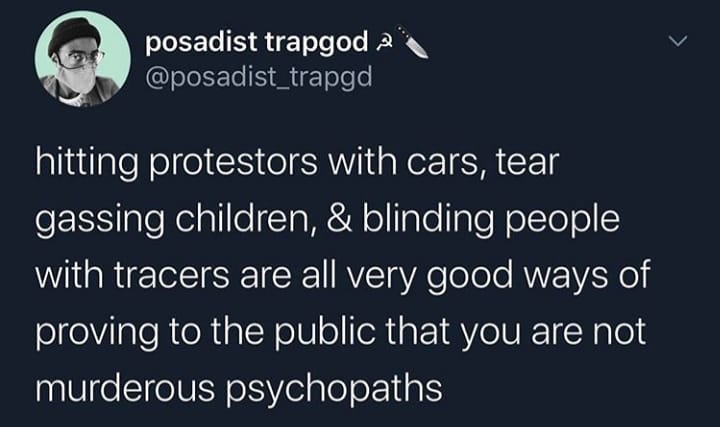 posadist trapgod ☭🔪
@posadist_trapgd
hitting protestors with cars, tear
gassing children, & blinding people
with tracers are all very good ways of
proving to the public that you are not
murderous psychopaths